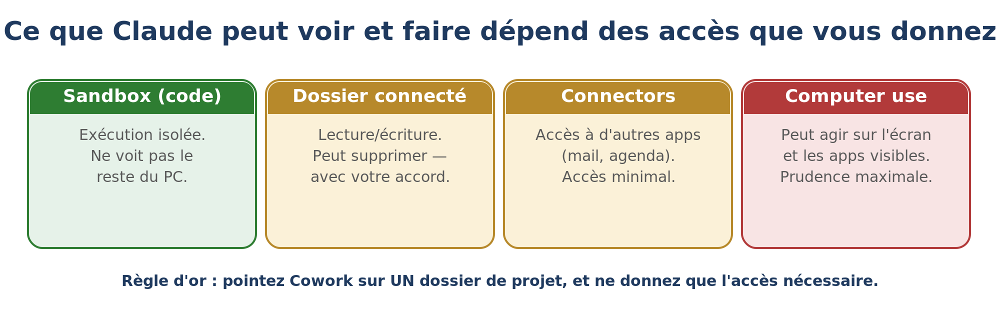 Ce que Claude peut voir et faire dépend des accès que vous donnez
Sandbox (code)
Exécution isolée.
Ne voit pas le
reste du PC.
Dossier connecté
Lecture/écriture.
Peut supprimer —
avec votre accord.
Connectors
Accès à d'autres apps
(mail, agenda).
Accès minimal.
Computer use
Peut agir sur l'écran
et les apps visibles.
Prudence maximale.
Règle d'or : pointez Cowork sur UN dossier de projet, et ne donnez que l'accès nécessaire.